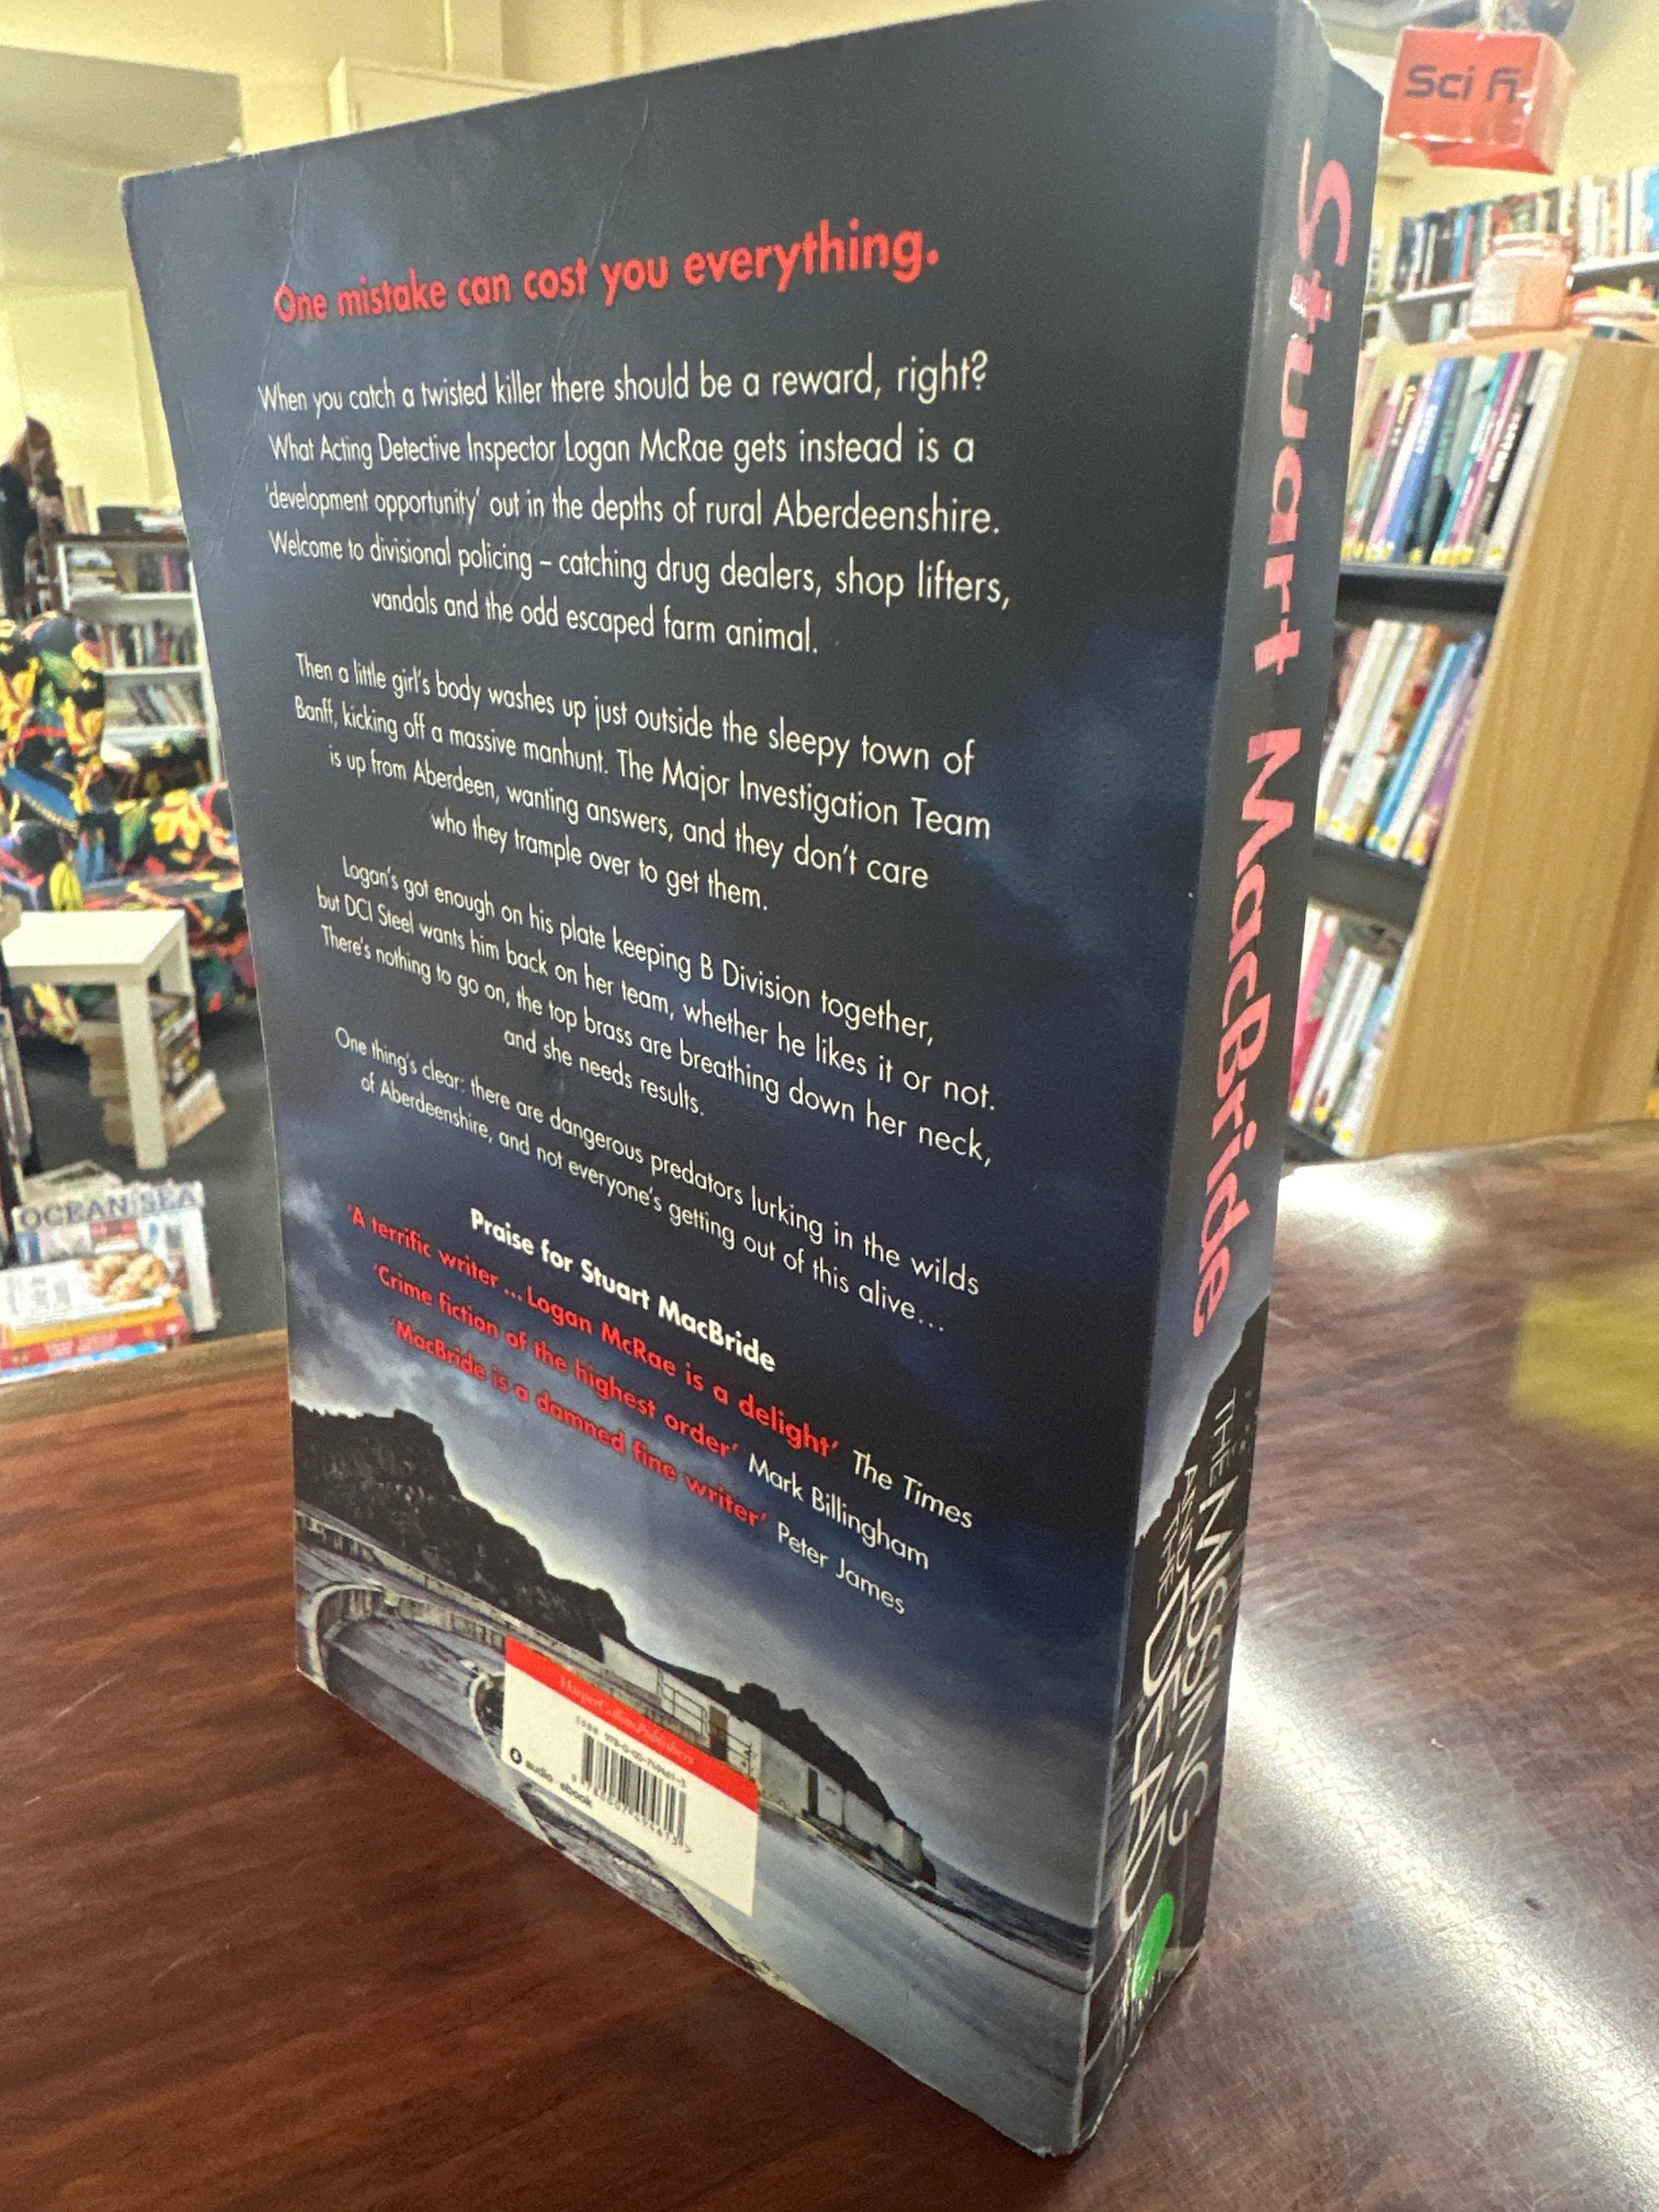 One mistake can cost you everything.
When you catch a twisted killer there should be a reward, right?
What Acting Detective Inspector Logan McRae gets instead is a
'development opportunity' out in the depths of rural Aberdeenshire.
Welcome to divisional policing – catching drug dealers, shop lifters,
vandals and the odd escaped farm animal.
Then a little girl's body washes up just outside the sleepy town of
Banff, kicking off a massive manhunt. The Major Investigation Team
is up from Aberdeen, wanting answers, and they don't care
who they trample over to get them.
Logan's got enough on his plate keeping B Division together,
but DCI Steel wants him back on her team, whether he likes it or not.
There's nothing to go on, the top brass are breathing down her neck,
and she needs results.
One thing's clear: there are dangerous predators lurking in the wilds
of Aberdeenshire, and not everyone's getting out of this alive...
Praise for Stuart MacBride
'A terrific writer ... Logan McRae is a delight' The Times
'Crime fiction of the highest order' Mark Billingham
'MacBride is a damned fine writer' Peter James
HarperCollinsPublishers
ISBN
audio ebook
Stuart MacBride
THE MISSING
AND THE DEAD
Sci fi
OCEAN SEA